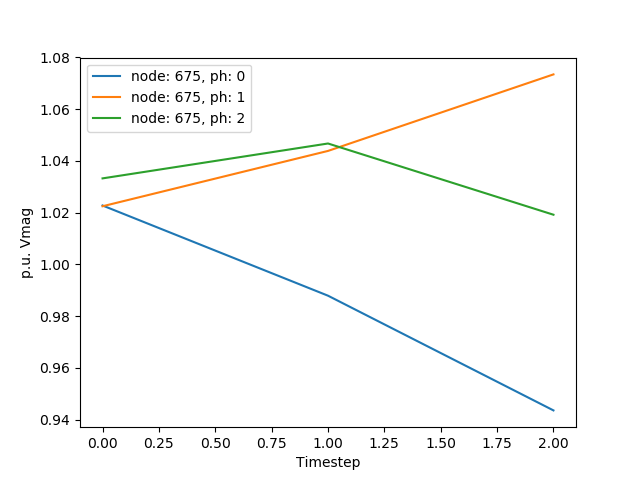 1.08
1.06
1.04
1.02
1.00
0.98
0.96
0.94
p.u. Vmag
node: 675, ph: 0
node: 675, ph: 1
node: 675, ph: 2
0.00 0.25 0.50 0.75 1.00 1.25 1.50 1.75 2.00
Timestep